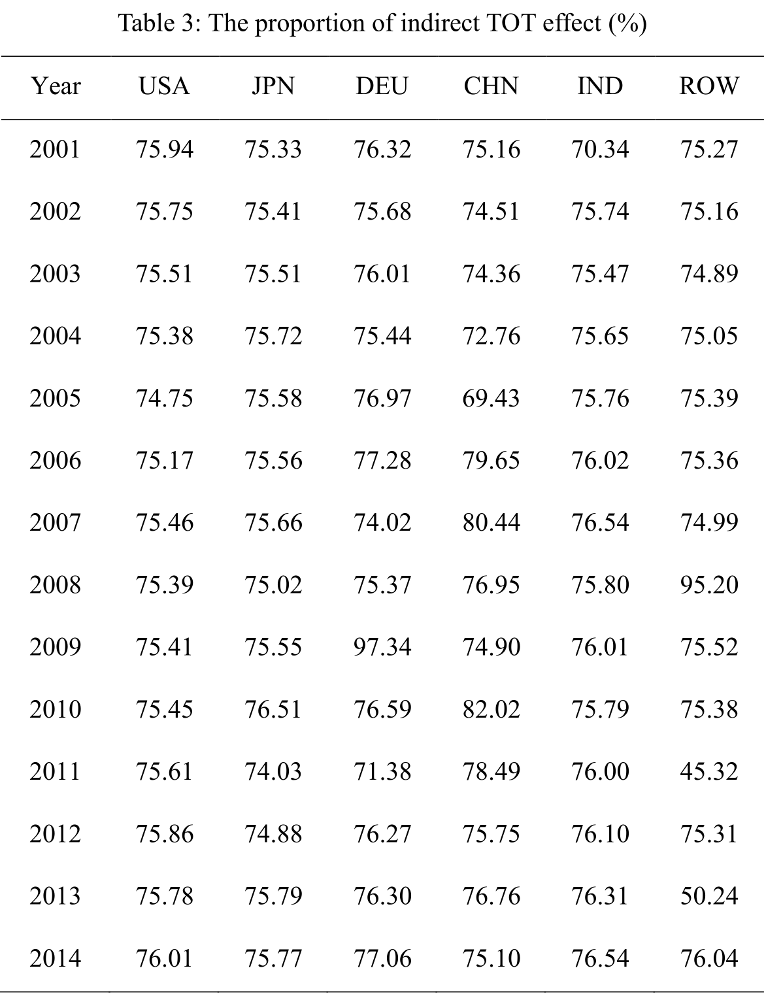 Table 3: The proportion of indirect TOT effect (%)
Year USA JPN DEU CHN IND ROW
2001 75.94 75.33 76.32 75.16 70.34 75.27
2002 75.75 75.41 75.68 74.51 75.74 75.16
2003 75.51 75.51 76.01 74.36 75.47 74.89
2004 75.38 75.72 75.44 72.76 75.65 75.05
2005 74.75 75.58 76.97 69.43 75.76 75.39
2006 75.17 75.56 77.28 79.65 76.02 75.36
2007 75.46 75.66 74.02 80.44 76.54 74.99
2008 75.39 75.02 75.37 76.95 75.80 95.20
2009 75.41 75.55 97.34 74.90 76.01 75.52
2010 75.45 76.51 76.59 82.02 75.79 75.38
2011 75.61 74.03 71.38 78.49 76.00 45.32
2012 75.86 74.88 76.27 75.75 76.10 75.31
2013 75.78 75.79 76.30 76.76 76.31 50.24
2014 76.01 75.77 77.06 75.10 76.54 76.04